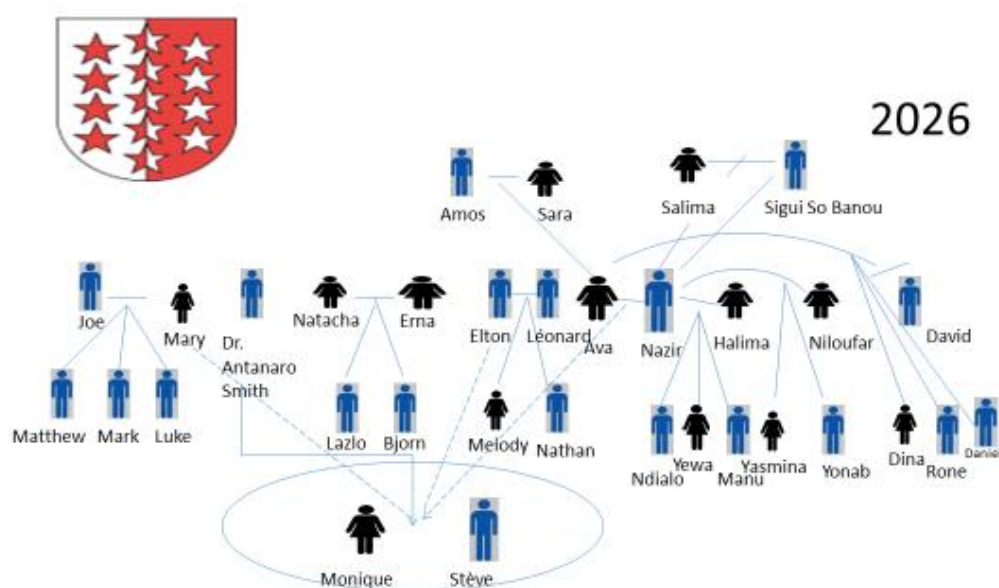 2026
Amos
Sara
Salima
Sigui So Banou
Joe
Mary
Dr.
Antanaro
Smith
Natacha
Erna
Elton
Léonard
Ava
Nazir
Halima
Niloufar
David
Matthew
Mark
Luke
Lazlo
Bjorn
Melody
Nathan
Ndialo
Yewa
Manu
Yasmina
Yonab
Dina
Rone
Monique
Stève